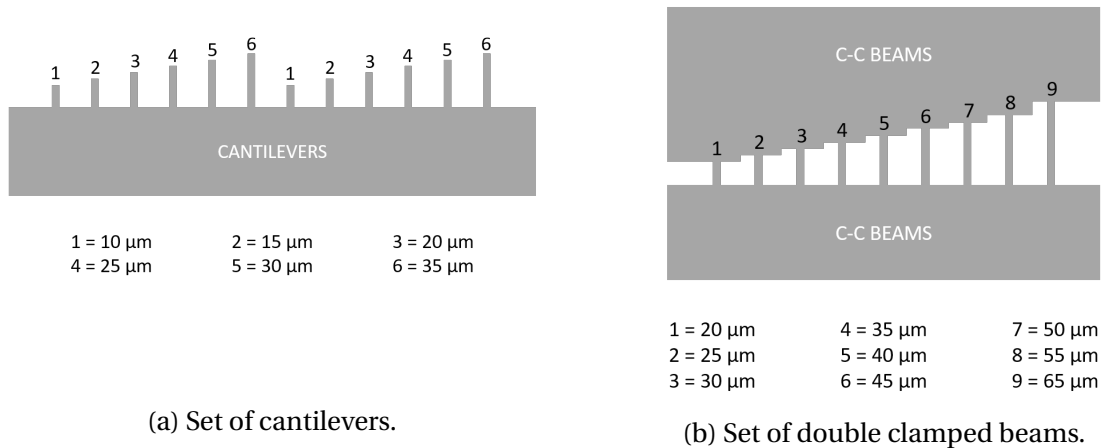 1 2 3 4 5 6 1 2 3 4 5 6
CANTILEVERS
1 = 10 µm 2 = 15 µm 3 = 20 µm
4 = 25 µm 5 = 30 µm 6 = 35 µm
(a) Set of cantilevers.
C-C BEAMS
1 2 3 4 5 6 7 8 9
C-C BEAMS
1 = 20 µm 4 = 35 µm 7 = 50 µm
2 = 25 µm 5 = 40 µm 8 = 55 µm
3 = 30 µm 6 = 45 µm 9 = 65 µm
(b) Set of double clamped beams.